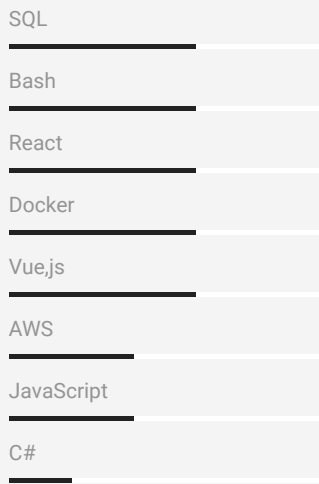 SQL
Bash
React
Docker
Vue,js
AWS
JavaScript
C#